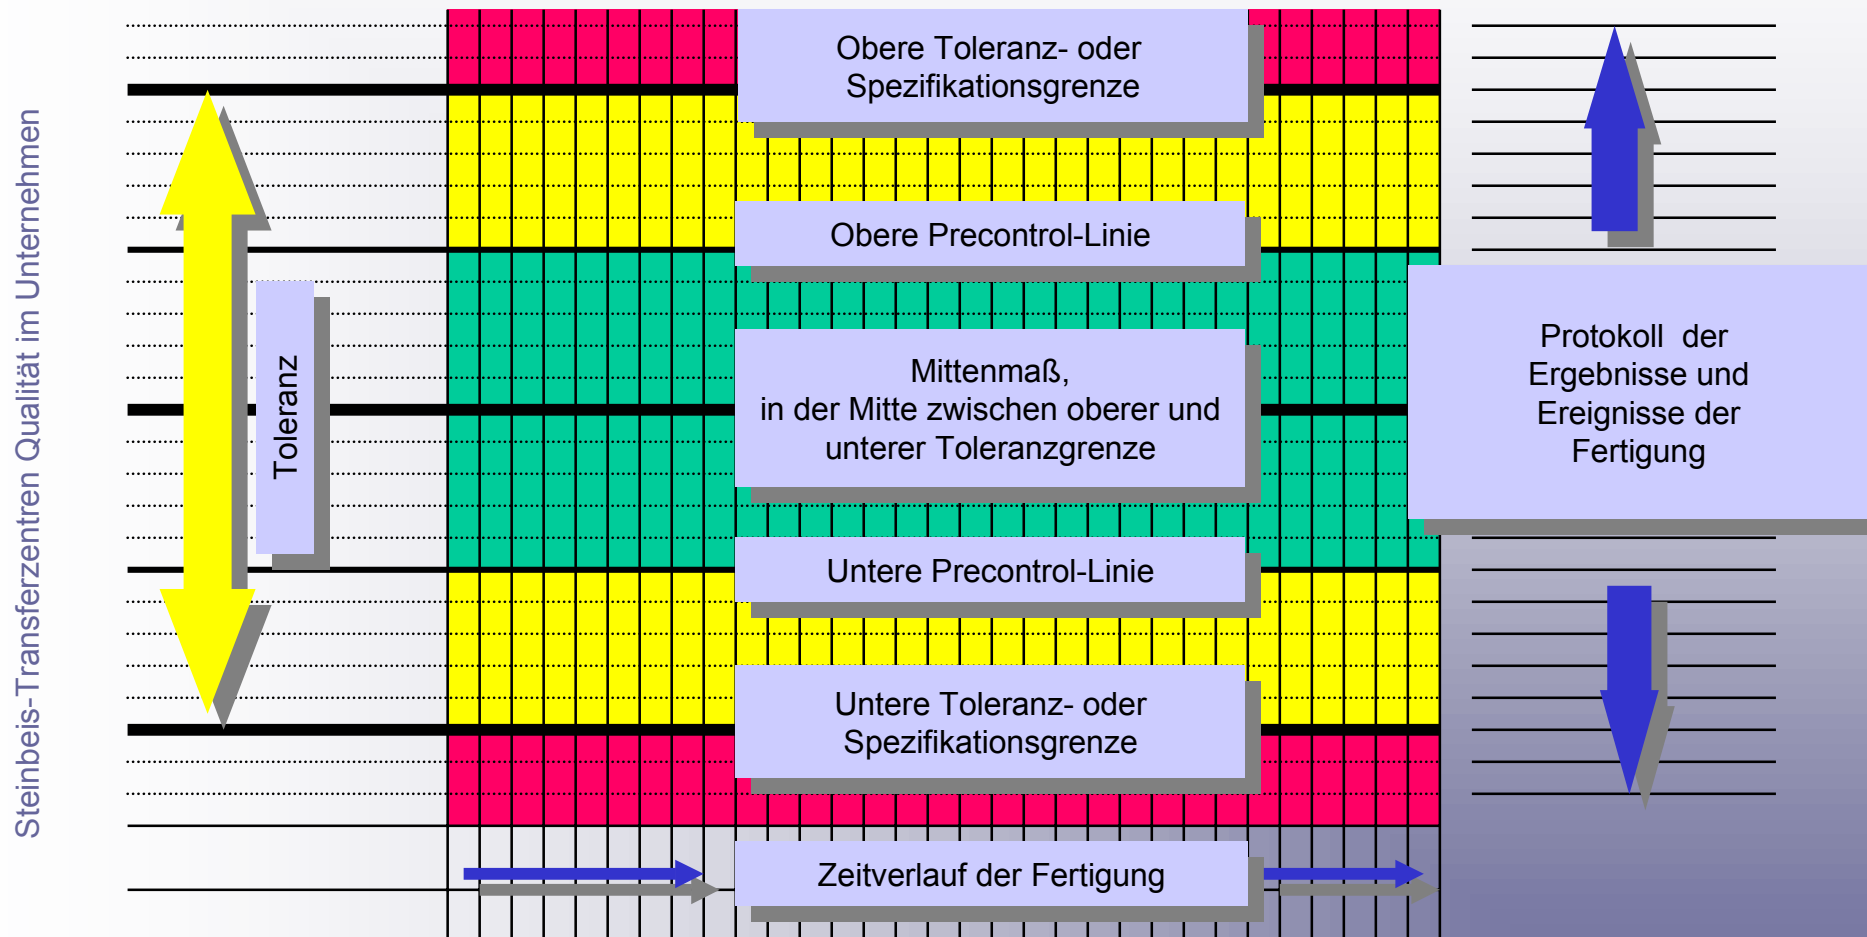 Steinbeis-Transferzentren Qualität im Unternehmen
Toleranz
Obere Toleranz- oder
Spezifikationsgrenze
Obere Precontrol-Linie
Mittenmaß,
in der Mitte zwischen oberer und
unterer Toleranzgrenze
Untere Precontrol-Linie
Untere Toleranz- oder
Spezifikationsgrenze
Zeitverlauf der Fertigung
Protokoll der
Ergebnisse und
Ereignisse der
Fertigung